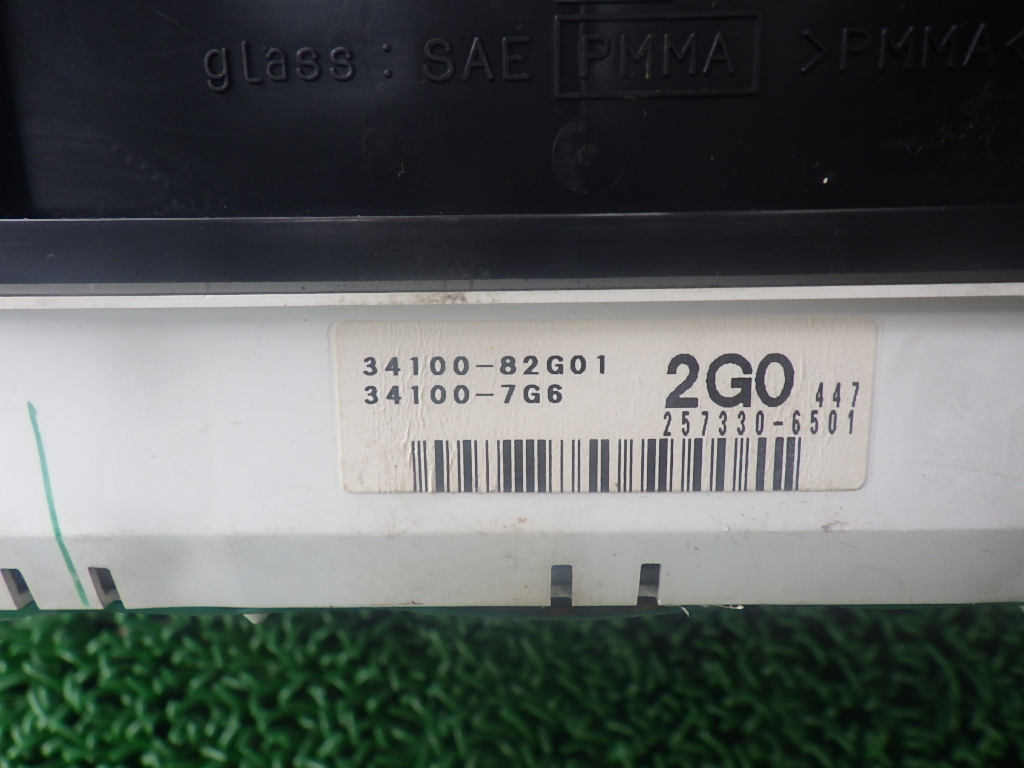 glass : SAE PMMA >PMMA<
34100-82G01
34100-7G6
2G0 447
257330-6501